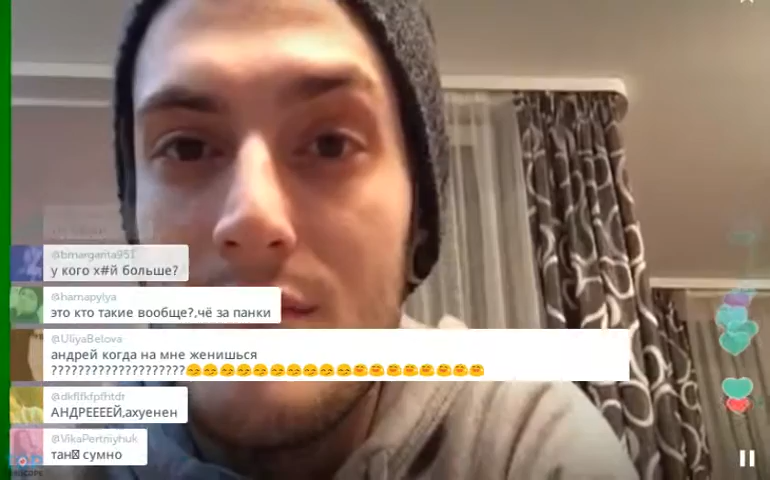 @bmargarita951
у кого х#й больше?
@hamapylya
это кто такие вообще?,чё за панки
@UliyaBelova
андрей когда на мне женишься
????????????????????😏😏😏😏😏😏😏😏😏😏😍😍😍😍😍😍😍😍
@dkflfkfpfhtdr
АНДРЕЕЕЕЙ,ахуенен
@VikaPertniyhuk
тан сумно